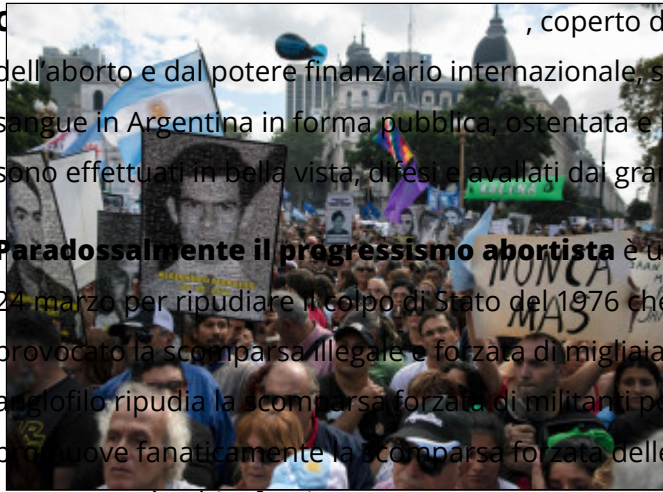 , coperto
dell'aborto e dal potere finanziario internazionale,
sangue in Argentina in forma pubblica, ostentata e
sono effettuati in bella vista, difesi e avallati dai
Paradossalmente il progressismo abortista è
NUNCA
MAS
24 marzo per ripudiare il colpo di Stato del 1976 che
provocato la scomparsa illegale e forzata di migliaia
anglofilo ripudia la scomparsa forzata di militanti
promuove fanaticamente la scomparsa forzata delle